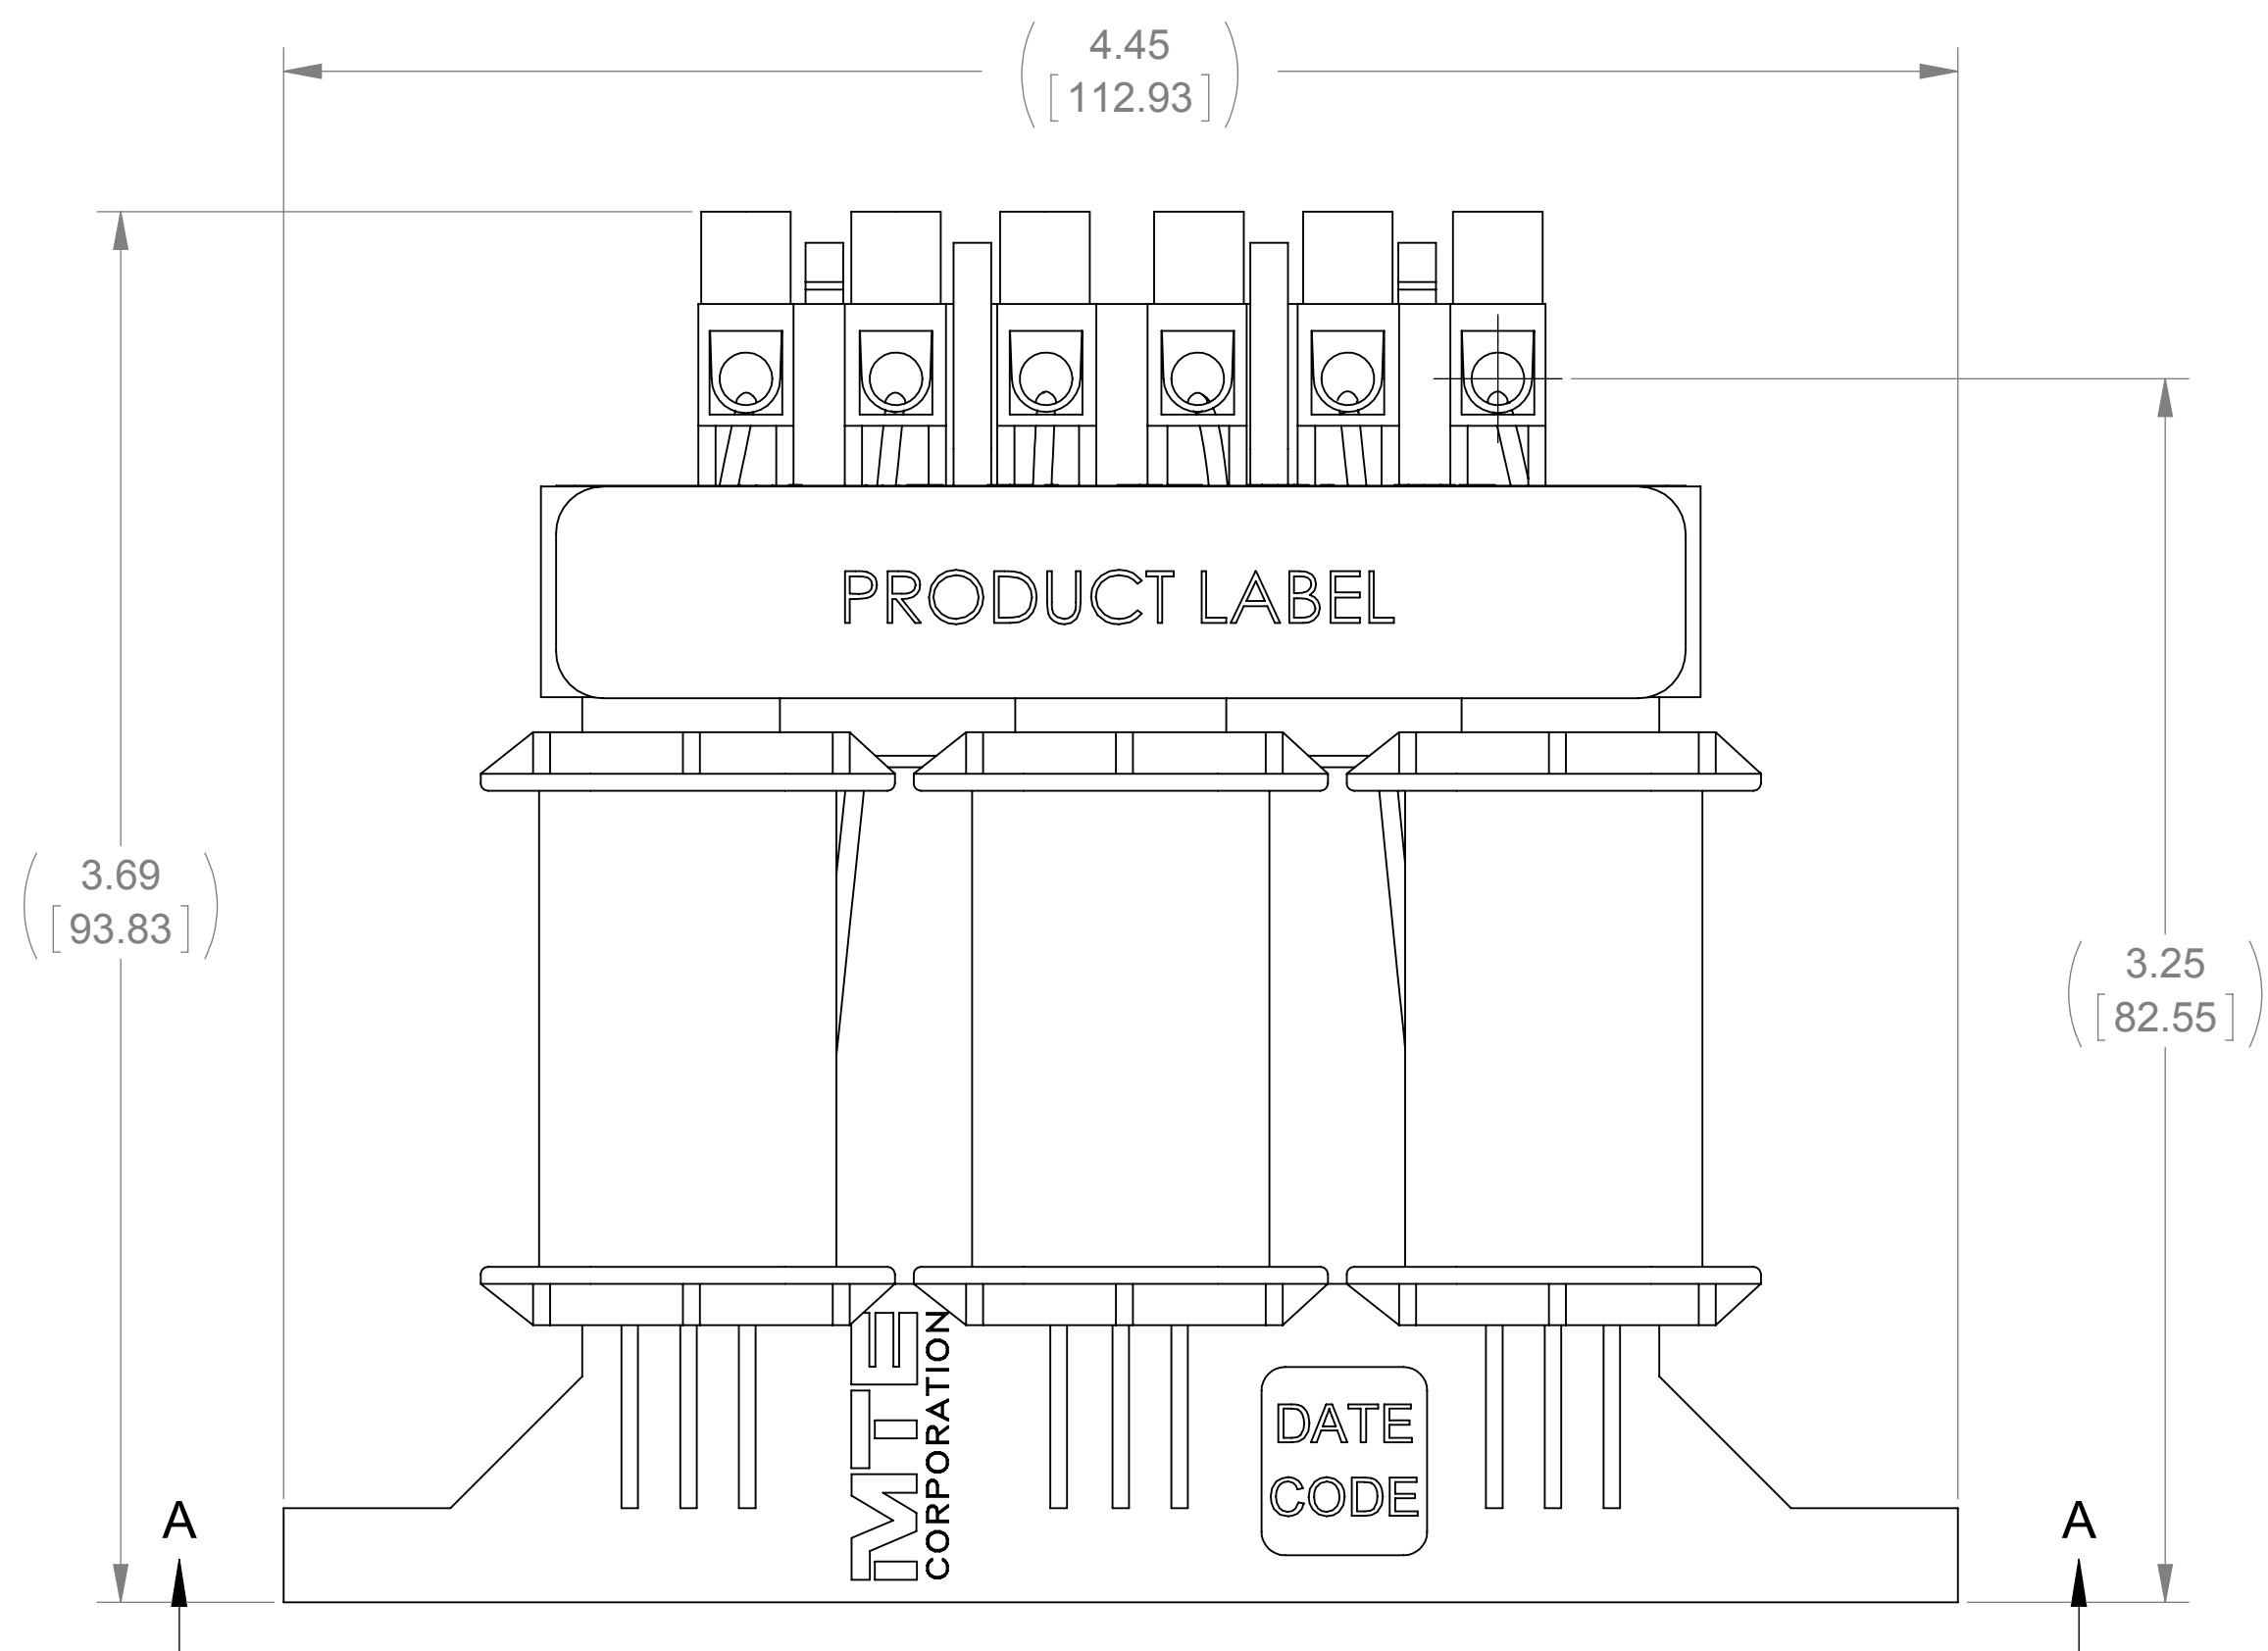 4.45
[112.93]
PRODUCT LABEL
3.69
[93.83]
3.25
[82.55]
MTE
CORPORATION
DATE
CODE
A
A